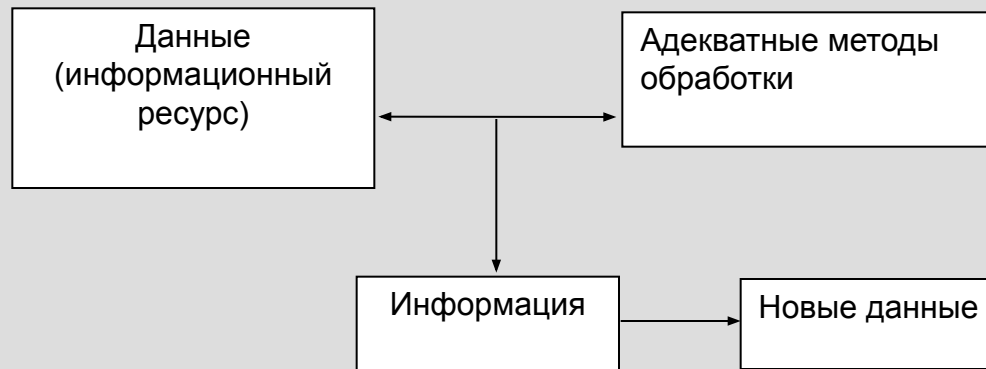 Данные
(информационный
ресурс)
Адекватные методы
обработки
Информация
Новые данные